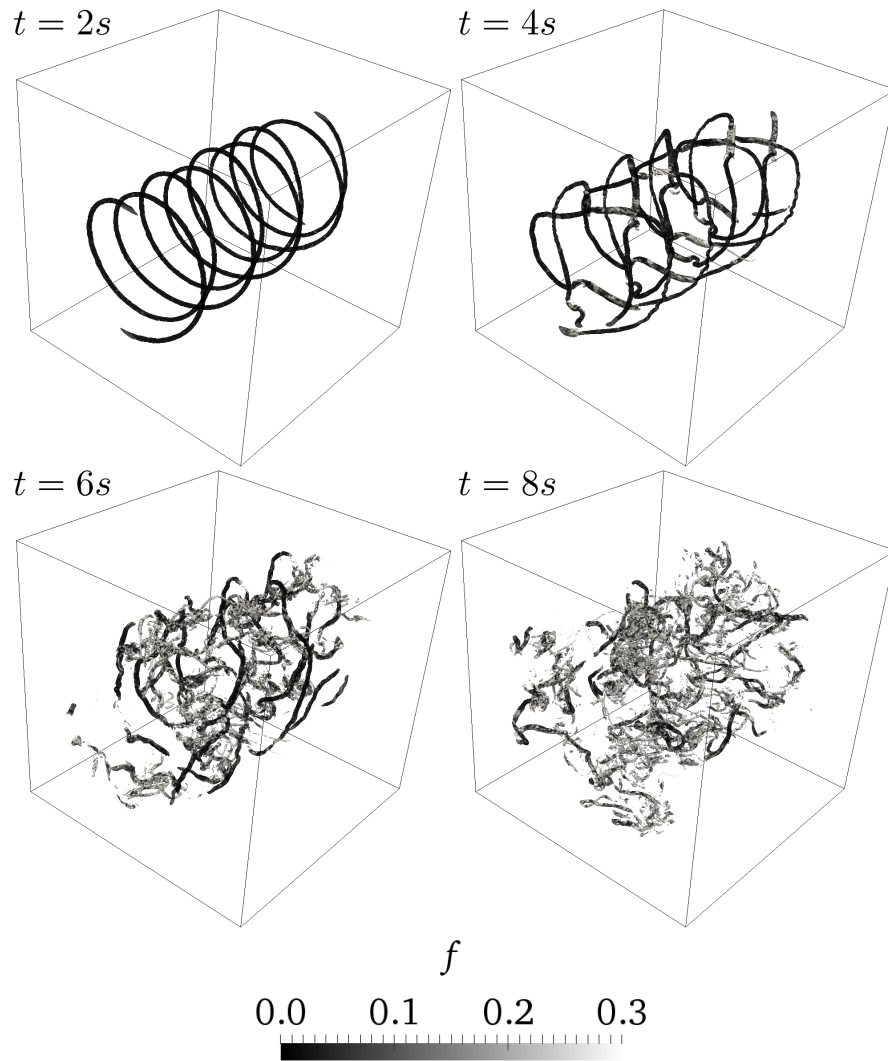 t = 2s
t = 4s
t = 6s
t = 8s
f
0.0 0.1 0.2 0.3